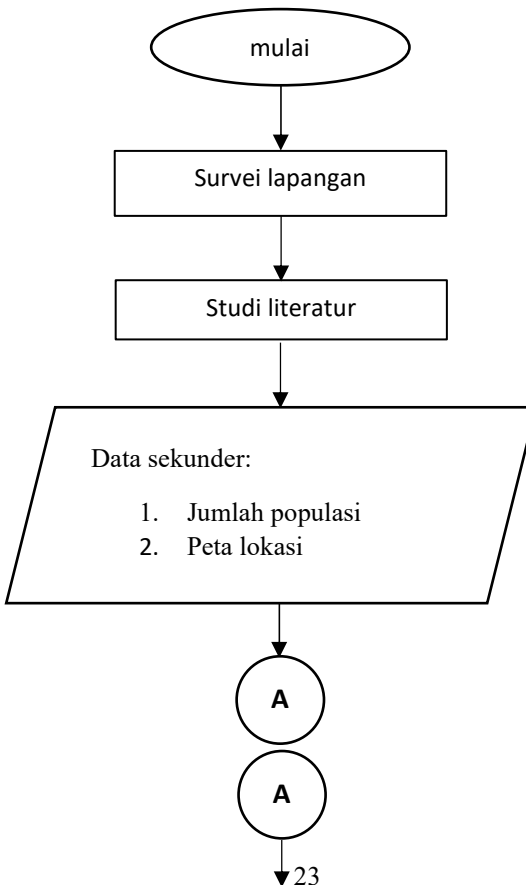 mulai
Survei lapangan
Studi literatur
Data sekunder:
1. Jumlah populasi
2. Peta lokasi
A
A
23